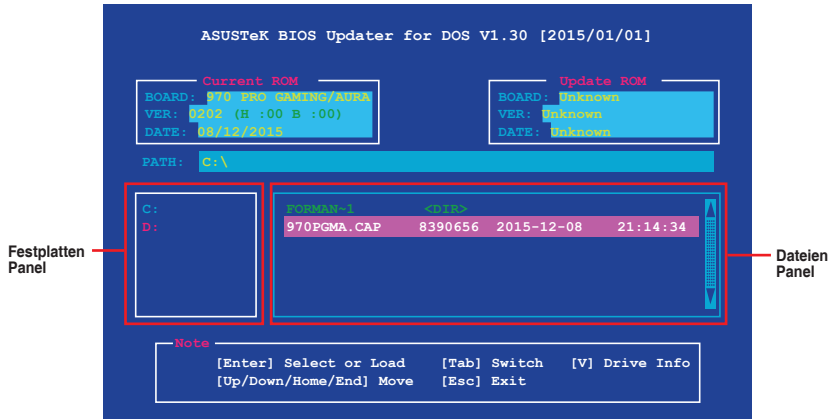 ASUSTeK BIOS Updater for DOS V1.30 [2015/01/01]
Current ROM
BOARD: 970 PRO GAMING/AURA
VER: 0202 (H :00 B :00)
DATE: 08/12/2015
Update ROM
BOARD: Unknown
VER: Unknown
DATE: Unknown
PATH: C:\
C:
D:
FORMAN~1 <DIR>
970PGMA.CAP 8390656 2015-12-08 21:14:34
Festplatten
Panel
Dateien
Panel
Note
[Enter] Select or Load [Tab] Switch [V] Drive Info
[Up/Down/Home/End] Move [Esc] Exit